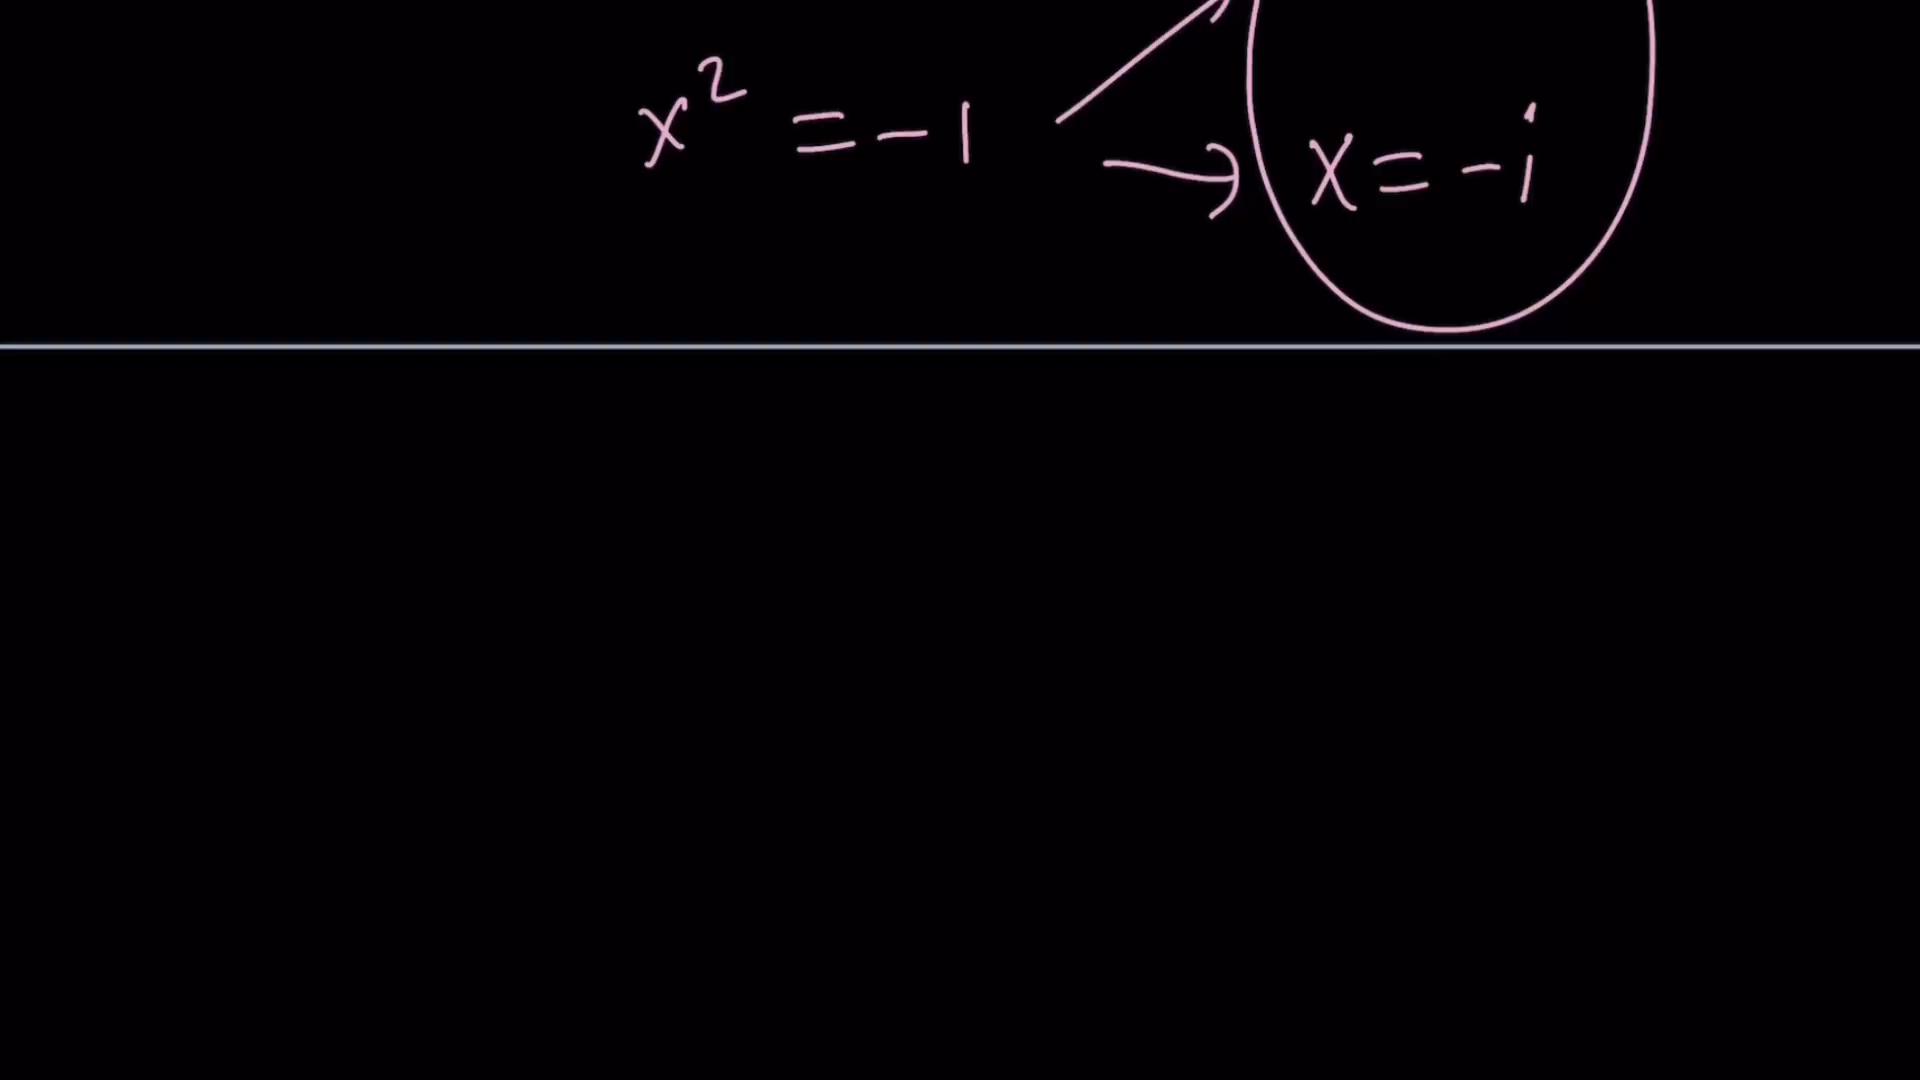 x² = -1
x = -i